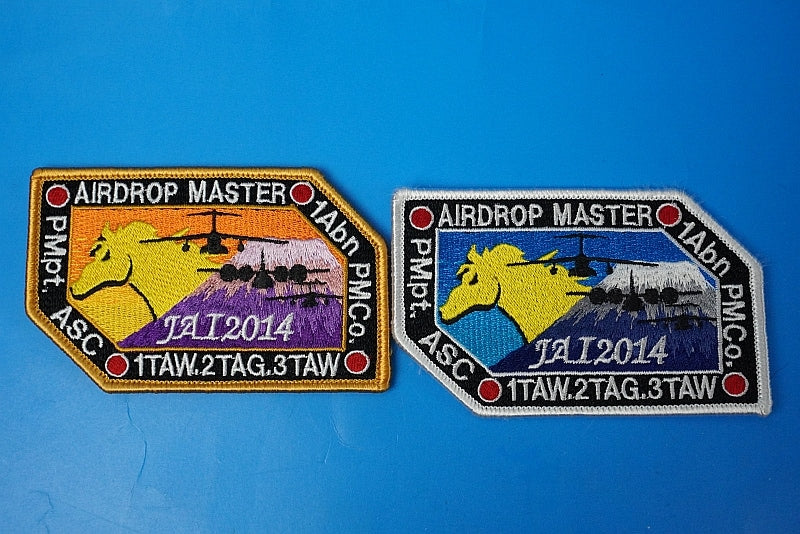 AIRDROP MASTER
1Abn PMCo.
PMpt. ASC
JAI2014
1TAW.2TAG.3TAW
AIRDROP MASTER
1Abn PMCo.
PMpt. ASC
JAI2014
1TAW.2TAG.3TAW